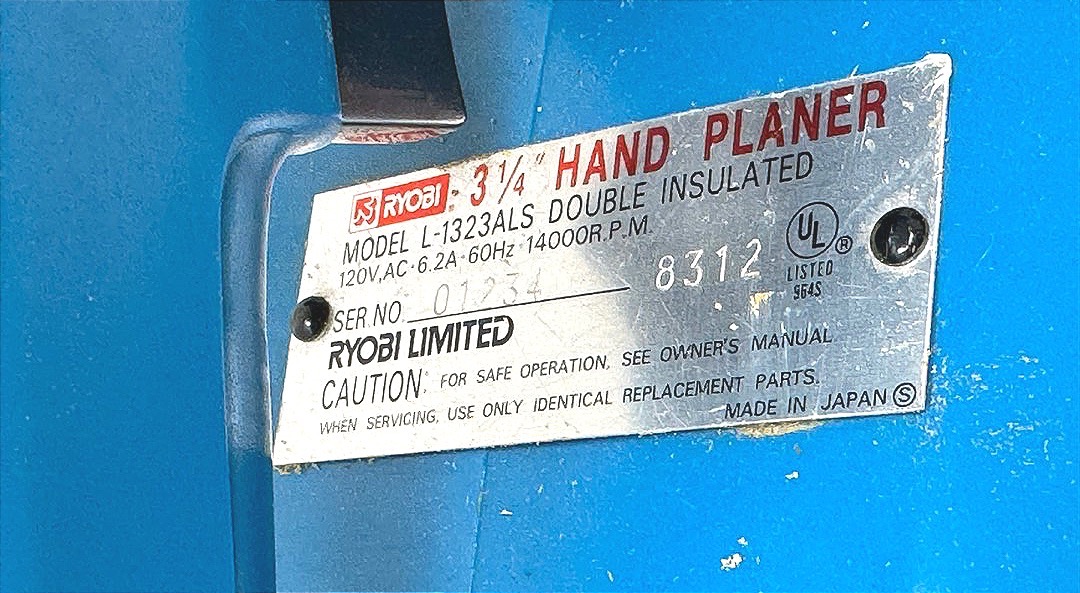 RYOBI: 3 1/4" HAND PLANER
MODEL L-1323ALS DOUBLE INSULATED
120V,AC·6.2A·60Hz·14000R.P.M.
SER.NO. 01234 8312
UL ® LISTED 964S
RYOBI LIMITED
CAUTION: FOR SAFE OPERATION, SEE OWNER'S MANUAL
WHEN SERVICING, USE ONLY IDENTICAL REPLACEMENT PARTS.
MADE IN JAPAN Ⓢ